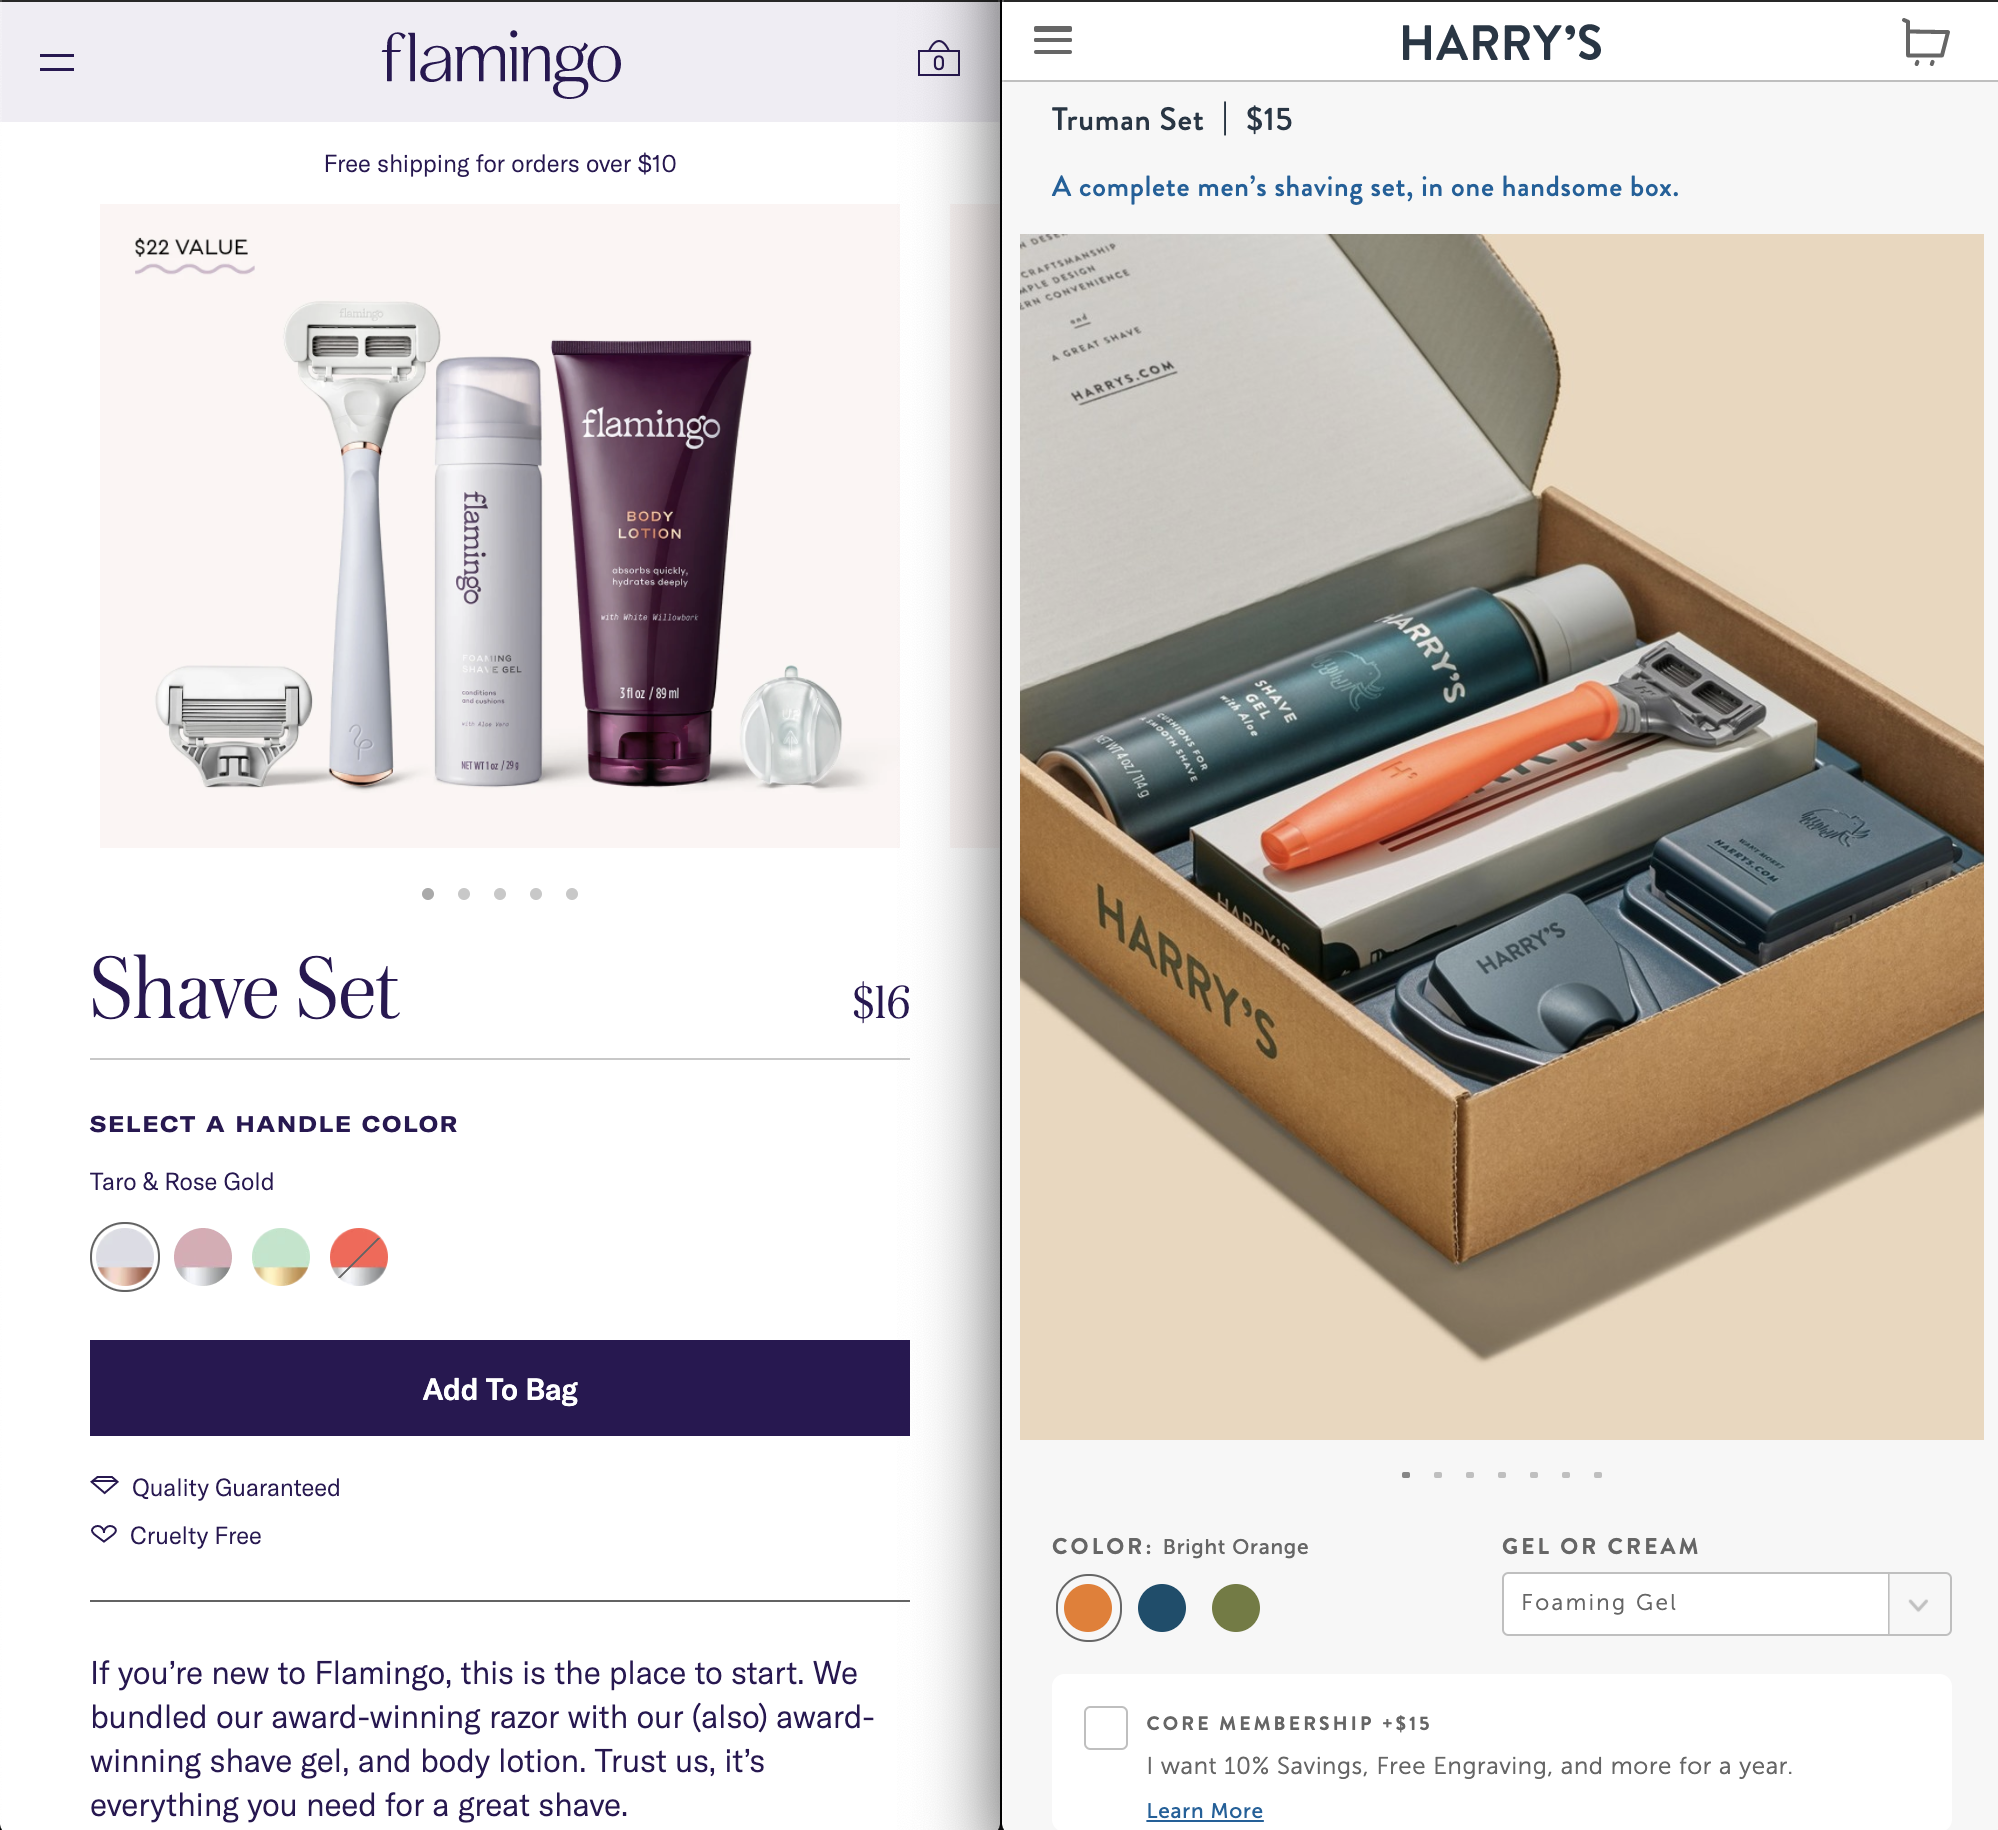 flamingo
0
Free shipping for orders over $10
$22 VALUE
flamingo
flamingo
FOAMING
SHAVE GEL
conditions
and cushions
with Aloe Vera
NET WT 1 oz / 29 g
flamingo
BODY
LOTION
absorbs quickly,
hydrates deeply
with White Willowbark
3 fl oz / 89 ml
Shave Set
$16
SELECT A HANDLE COLOR
Taro & Rose Gold
Add To Bag
Quality Guaranteed
Cruelty Free
If you’re new to Flamingo, this is the place to start. We
bundled our award-winning razor with our (also) award-
winning shave gel, and body lotion. Trust us, it’s
everything you need for a great shave.
HARRY’S
Truman Set | $15
A complete men’s shaving set, in one handsome box.
CRAFTSMANSHIP
DESIGN
CONVENIENCE
and
A GREAT SHAVE
HARRYS.COM
HARRY’S
SHAVE
GEL
with Aloe
CUSHIONS FOR
A SMOOTH SHAVE
NET WT 4 oz / 114 g
H’s
HARRY’S
WANT MORE?
HARRYS.COM
HARRY’S
HARRY’S
COLOR: Bright Orange
GEL OR CREAM
Foaming Gel
CORE MEMBERSHIP +$15
I want 10% Savings, Free Engraving, and more for a year.
Learn More